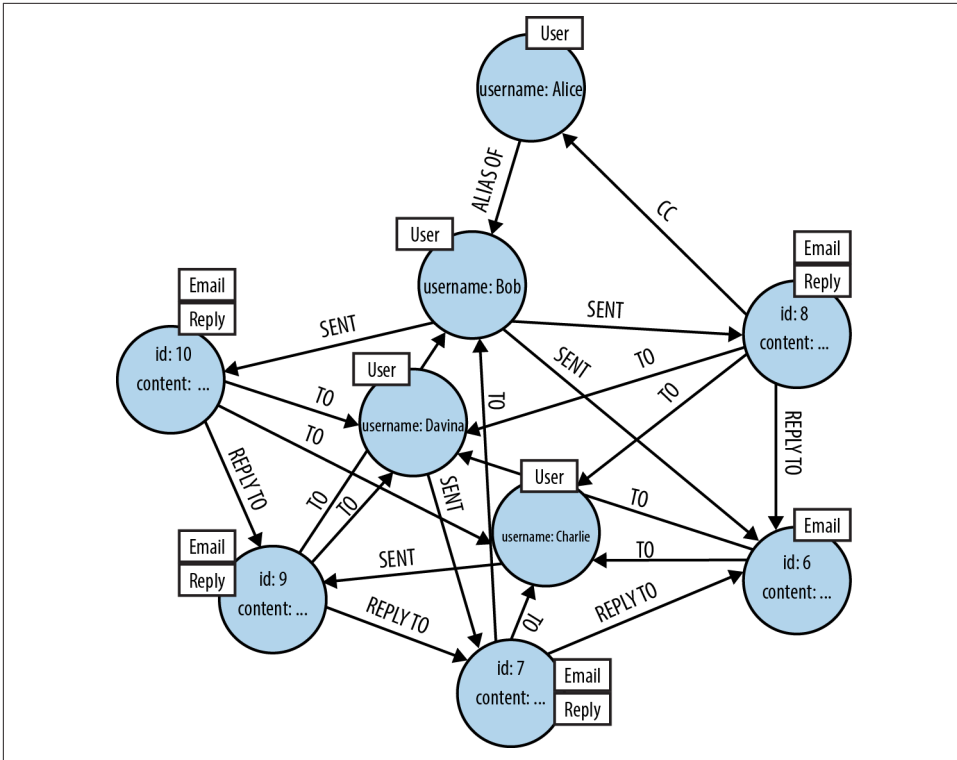 User
username: Alice
ALIAS OF
CC
User
username: Bob
Email
Reply
id: 8
content: ...
Email
Reply
id: 10
content: ...
SENT
SENT
SENT
TO
TO
User
username: Davina
TO
TO
TO
REPLY TO
REPLY TO
SENT
User
username: Charlie
TO
TO
TO
TO
Email
id: 6
content: ...
Email
Reply
id: 9
content: ...
SENT
REPLY TO
TO
REPLY TO
id: 7
content: ...
Email
Reply